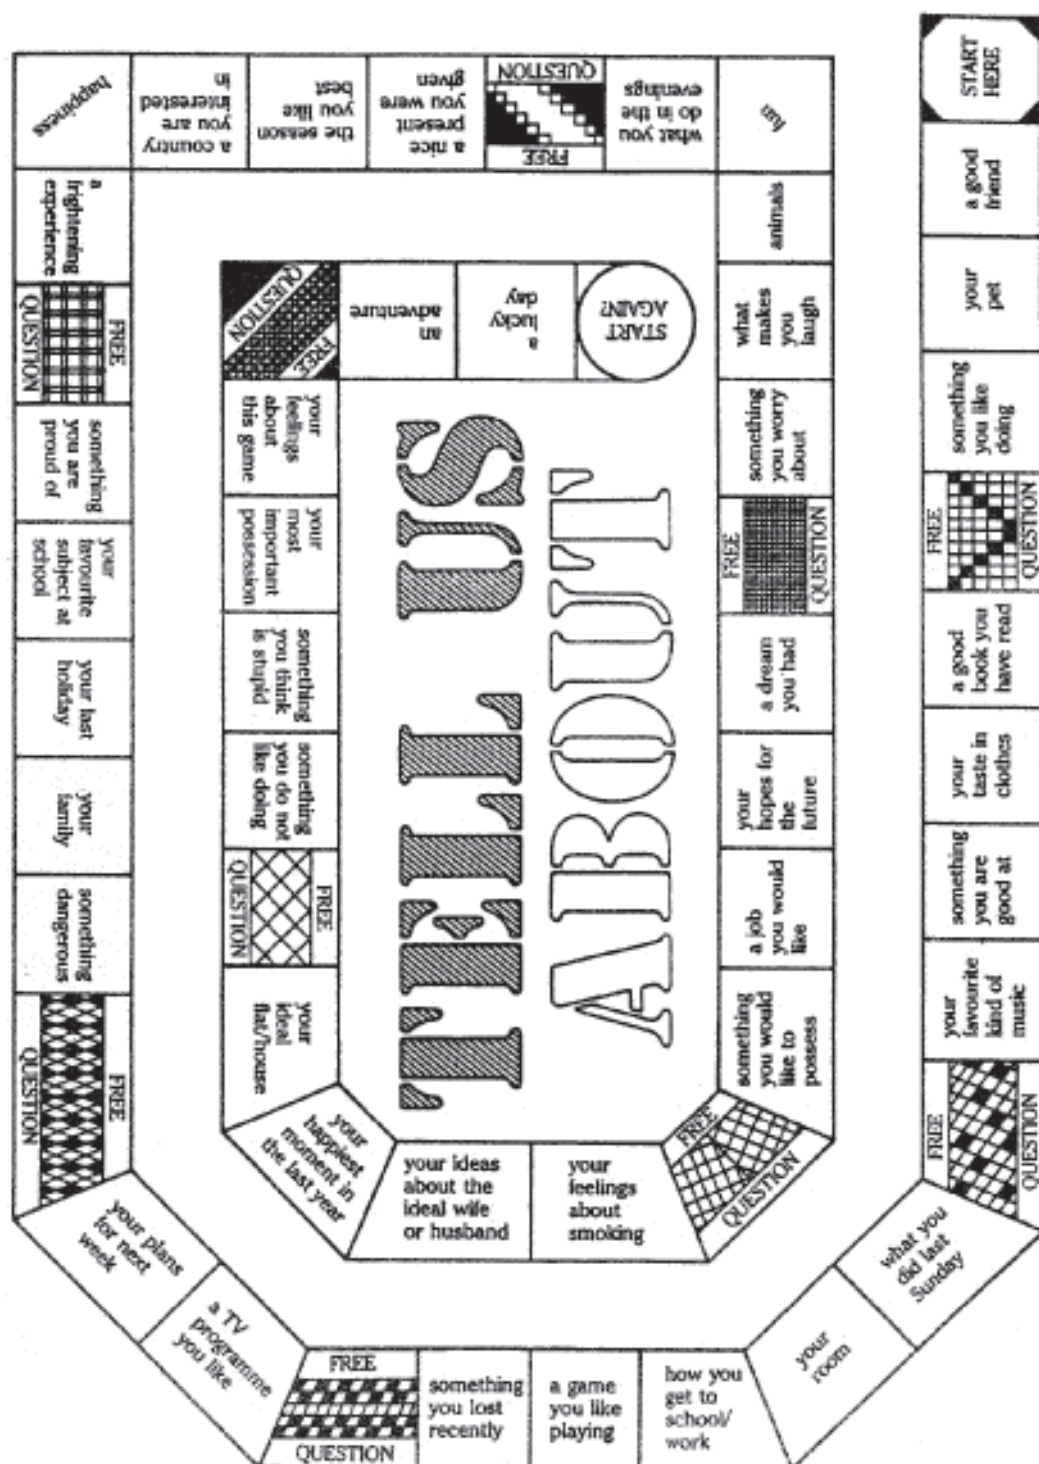 START
HERE
a good
friend
your
pet
something
you like
doing
FREE
QUESTION
a good
book you
have read
your
taste in
clothes
something
you are
good at
your
favourite
kind of
music
FREE
QUESTION
what you
did last
Sunday
your
room
how you
get to
school/
work
a game
you like
playing
something
you lost
recently
FREE
QUESTION
a TV
programme
you like
your plans
for next
week
FREE
QUESTION
something
dangerous
your
family
your last
holiday
your
favourite
subject at
school
something
you are
proud of
FREE
QUESTION
a
frightening
experience
happiness
a country
you are
interested
in
the season
you like
best
a nice
present
you were
given
FREE
QUESTION
what you
do in the
evenings
fun
animals
what
makes
you
laugh
something
you worry
about
FREE
QUESTION
a dream
you had
your
hopes for
the
future
a job
you would
like
something
you would
like to
possess
FREE
QUESTION
your
feelings
about
smoking
your ideas
about the
ideal wife
or husband
your
happiest
moment in
the last year
your
ideal
flat/house
FREE
QUESTION
something
you do not
like doing
something
you think
is stupid
your
most
important
possession
your
feelings
about
this game
FREE
QUESTION
an
adventure
a
lucky
day
START
AGAIN?
TELL US
ABOUT